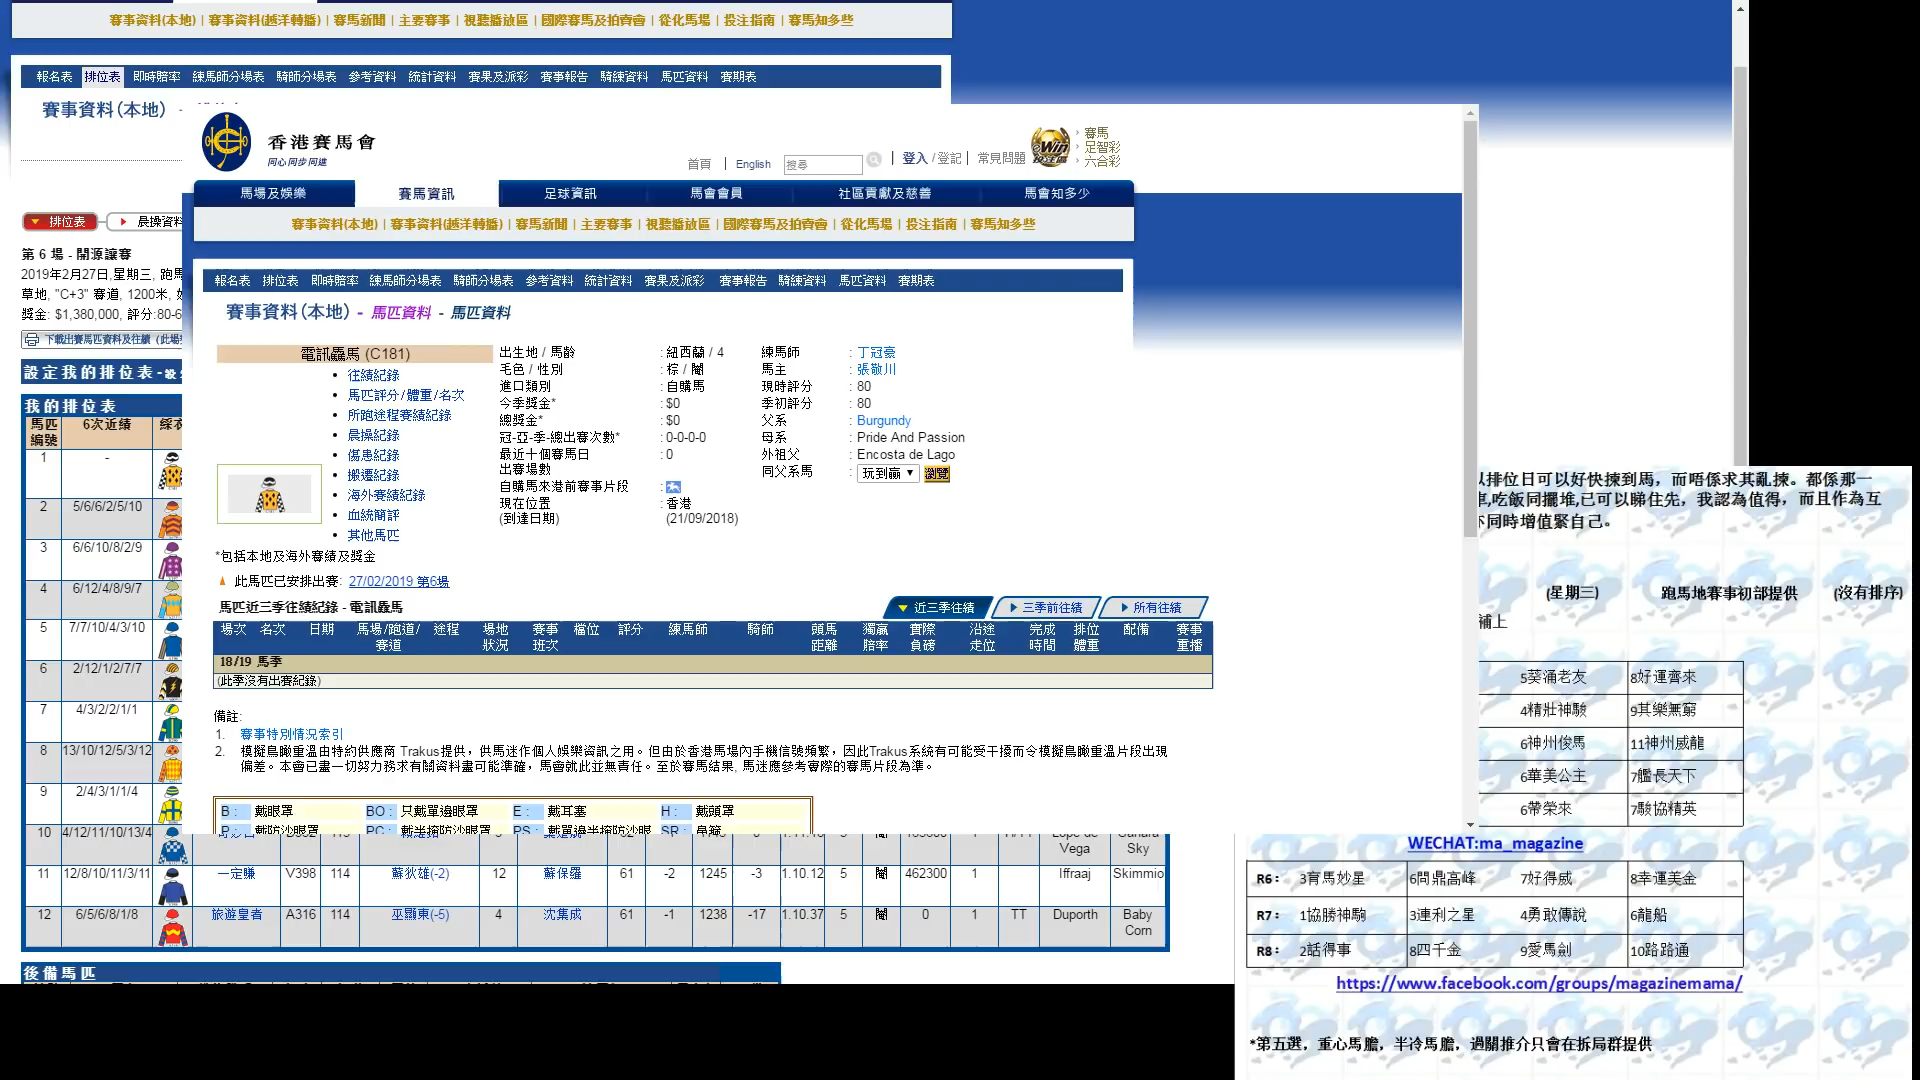 賽事資料(本地) | 賽事資料(越洋轉播) | 賽馬新聞 | 主要賽事 | 視聽播放區 | 國際賽馬及拍賣會 | 從化馬場 | 投注指南 | 賽馬知多些
報名表 排位表 即時賠率 練馬師分場表 騎師分場表 參考資料 統計資料 賽果及派彩 賽事報告 騎練資料 馬匹資料 賽期表
賽事資料(本地) -
排位表 晨操資料
第 6 場 - 開源讓賽
2019年2月27日,星期三, 跑馬
草地, "C+3" 賽道, 1200米,
獎金: $1,380,000, 評分:80-6
下載出賽馬匹資料及往績 (此場
設定我的排位表-
我的排位表
馬匹編號 6次近績 綵衣
1 -
2 5/6/6/2/5/10
3 6/6/10/8/2/9
4 6/12/4/8/9/7
5 7/7/10/4/3/10
6 2/12/1/2/7/7
7 4/3/2/2/1/1
8 13/10/12/5/3/12
9 2/4/3/1/1/4
10 4/12/11/10/13/4 Vega Sky
11 12/8/10/11/3/11 一定賺 V398 114 蘇狄雄(-2) 12 蘇保羅 61 -2 1245 -3 1.10.12 5 閹 462300 1 Iffraaj Skimmio
12 6/5/6/8/1/8 旅遊皇者 A316 114 巫顯東(-5) 4 沈集成 61 -1 1238 -17 1.10.37 5 閹 0 1 TT Duporth Baby Corn
後備馬匹
香港賽馬會
同心同步同進
首頁 | English 搜尋 | 登入 / 登記 | 常見問題
eWin 投注區
賽馬
足智彩
六合彩
馬場及娛樂 賽馬資訊 足球資訊 馬會會員 社區貢獻及慈善 馬會知多少
賽事資料(本地) | 賽事資料(越洋轉播) | 賽馬新聞 | 主要賽事 | 視聽播放區 | 國際賽馬及拍賣會 | 從化馬場 | 投注指南 | 賽馬知多些
報名表 排位表 即時賠率 練馬師分場表 騎師分場表 參考資料 統計資料 賽果及派彩 賽事報告 騎練資料 馬匹資料 賽期表
賽事資料(本地) - 馬匹資料 - 馬匹資料
電訊驫馬 (C181)
• 往績紀錄
• 馬匹評分/體重/名次
• 所跑途程賽績紀錄
• 晨操紀錄
• 傷患紀錄
• 搬遷紀錄
• 海外賽績紀錄
• 血統簡評
• 其他馬匹
出生地 / 馬齡 : 紐西蘭 / 4
毛色 / 性別 : 棕 / 閹
進口類別 : 自購馬
今季獎金* : $0
總獎金* : $0
冠-亞-季-總出賽次數* : 0-0-0-0
最近十個賽馬日 : 0
出賽場數
自購馬來港前賽事片段 :
現在位置 : 香港
(到達日期) (21/09/2018)
練馬師 : 丁冠豪
馬主 : 張敬川
現時評分 : 80
季初評分 : 80
父系 : Burgundy
母系 : Pride And Passion
外祖父 : Encosta de Lago
同父系馬 : 玩到贏 瀏覽
*包括本地及海外賽績及獎金
此馬匹已安排出賽: 27/02/2019 第6場
馬匹近三季往績紀錄 - 電訊驫馬 近三季往績 三季前往績 所有往績
場次 名次 日期 馬場/跑道/賽道 途程 場地狀況 賽事班次 檔位 評分 練馬師 騎師 頭馬距離 獨贏賠率 實際負磅 沿途走位 完成時間 排位體重 配備 賽事重播
18/19 馬季
(此季沒有出賽紀錄)
備註:
1. 賽事特別情況索引
2. 模擬鳥瞰重溫由特約供應商 Trakus提供，供馬迷作個人娛樂資訊之用。但由於香港馬場內手機信號頻繁，因此Trakus系統有可能受干擾而令模擬鳥瞰重溫片段出現
偏差。本會已盡一切努力務求有關資料盡可能準確，馬會就此並無責任。至於賽馬結果, 馬迷應參考實際的賽馬片段為準。
B : 戴眼罩 BO : 只戴單邊眼罩 E : 戴耳塞 H : 戴頭罩
P : 戴防沙眼罩 PC : 戴半掩防沙眼罩 PS : 戴單邊半掩防沙眼 SR : 鼻箍
排位日可以好快揀到馬，而唔係求其亂揀。都係那一
,吃飯同擺堆,已可以睇住先，我認為值得，而且作為互
同時增值緊自己。
(星期三) 跑馬地賽事初部提供 (沒有排序)
補上
5葵涌老友 8好運齊來
4精壯神駿 9其樂無窮
6神州俊馬 11神州威龍
6華美公主 7艦長天下
6帶榮來 7駿協精英
WECHAT:ma_magazine
R6： 3育馬妙星 6問鼎高峰 7好得威 8幸運美金
R7： 1協勝神駒 3連利之星 4勇敢傳說 6龍船
R8： 2話得事 8四千金 9愛馬劍 10路路通
https://www.facebook.com/groups/magazinemama/
*第五選，重心馬膽，半冷馬膽，過關推介只會在拆局群提供